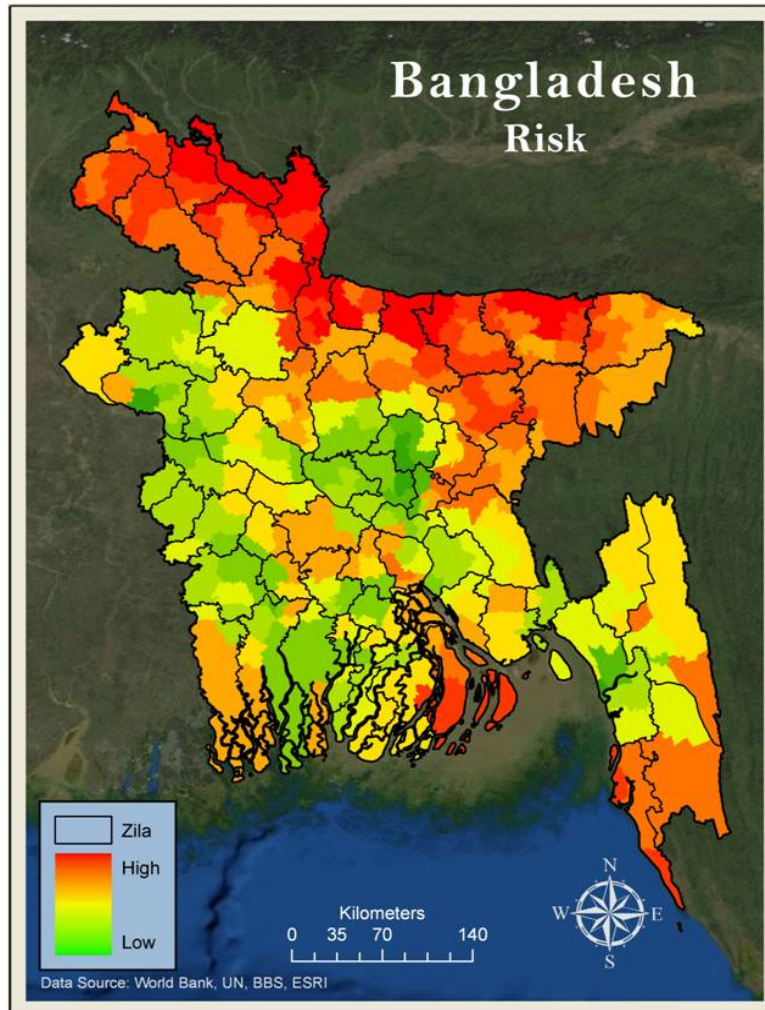 Bangladesh
Risk
Zila
High
Low
Kilometers
0 35 70 140
N
W E
S
Data Source: World Bank, UN, BBS, ESRI